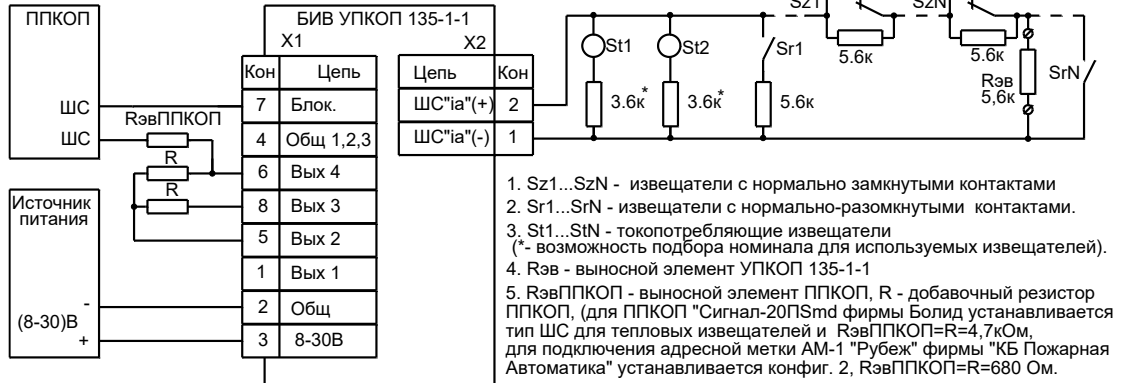 ППКОП
ШС
ШС
RэвППКОП
R
R
Источник питания
(8-30)В
-
+
БИВ УПКОП 135-1-1
X1
X2
Кон Цепь
7 Блок.
4 Общ 1,2,3
6 Вых 4
8 Вых 3
5 Вых 2
1 Вых 1
2 Общ
3 8-30В
Цепь Кон
ШС"ia"(+) 2
ШС"ia"(-) 1
St1
St2
Sr1
Sz1
SzN
3.6к*
3.6к*
5.6к
5.6к
5.6к
Rэв
5,6к
SrN
1. Sz1...SzN - извещатели с нормально замкнутыми контактами
2. Sr1...SrN - извещатели с нормально-разомкнутыми контактами.
3. St1...StN - токопотребляющие извещатели
(*- возможность подбора номинала для используемых извещателей).
4. Rэв - выносной элемент УПКОП 135-1-1
5. RэвППКОП - выносной элемент ППКОП, R - добавочный резистор
ППКОП, (для ППКОП "Сигнал-20ПSmd фирмы Болид устанавливается
тип ШС для тепловых извещателей и RэвППКОП=R=4,7кОм,
для подключения адресной метки АМ-1 "Рубеж" фирмы "КБ Пожарная
Автоматика" устанавливается конфиг. 2, RэвППКОП=R=680 Ом.